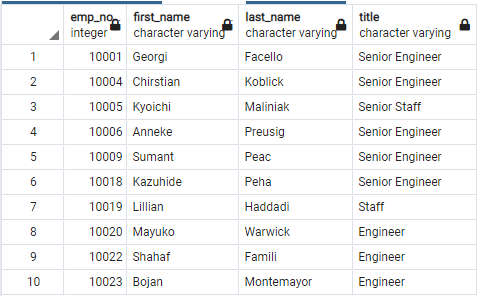 emp_no first_name last_name title
integer character varying character varying character varying
1 10001 Georgi Facello Senior Engineer
2 10004 Chirstian Koblick Senior Engineer
3 10005 Kyoichi Maliniak Senior Staff
4 10006 Anneke Preusig Senior Engineer
5 10009 Sumant Peac Senior Engineer
6 10018 Kazuhide Peha Senior Engineer
7 10019 Lillian Haddadi Staff
8 10020 Mayuko Warwick Engineer
9 10022 Shahaf Famili Engineer
10 10023 Bojan Montemayor Engineer